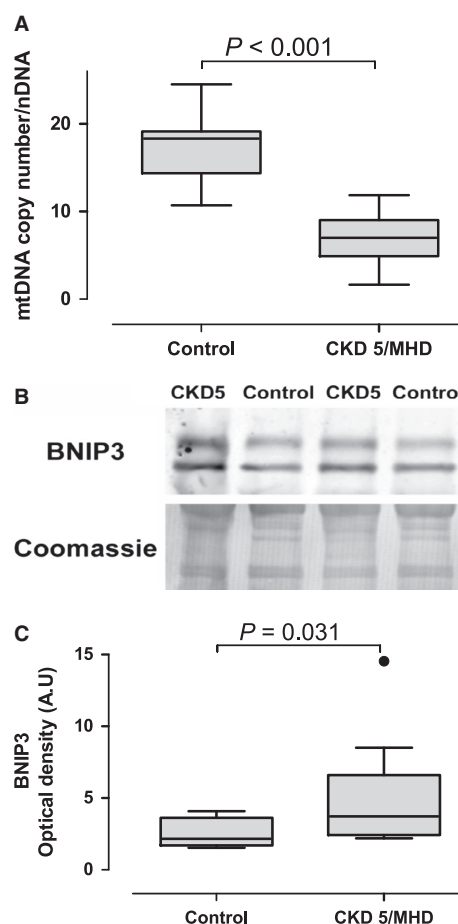 A
P < 0.001
mtDNA copy number/nDNA
20
10
0
Control
CKD 5/MHD
B
CKD5 Control CKD5 Contro
BNIP3
Coomassie
C
P = 0.031
BNIP3
Optical density (A.U)
15
10
5
0
Control
CKD 5/MHD